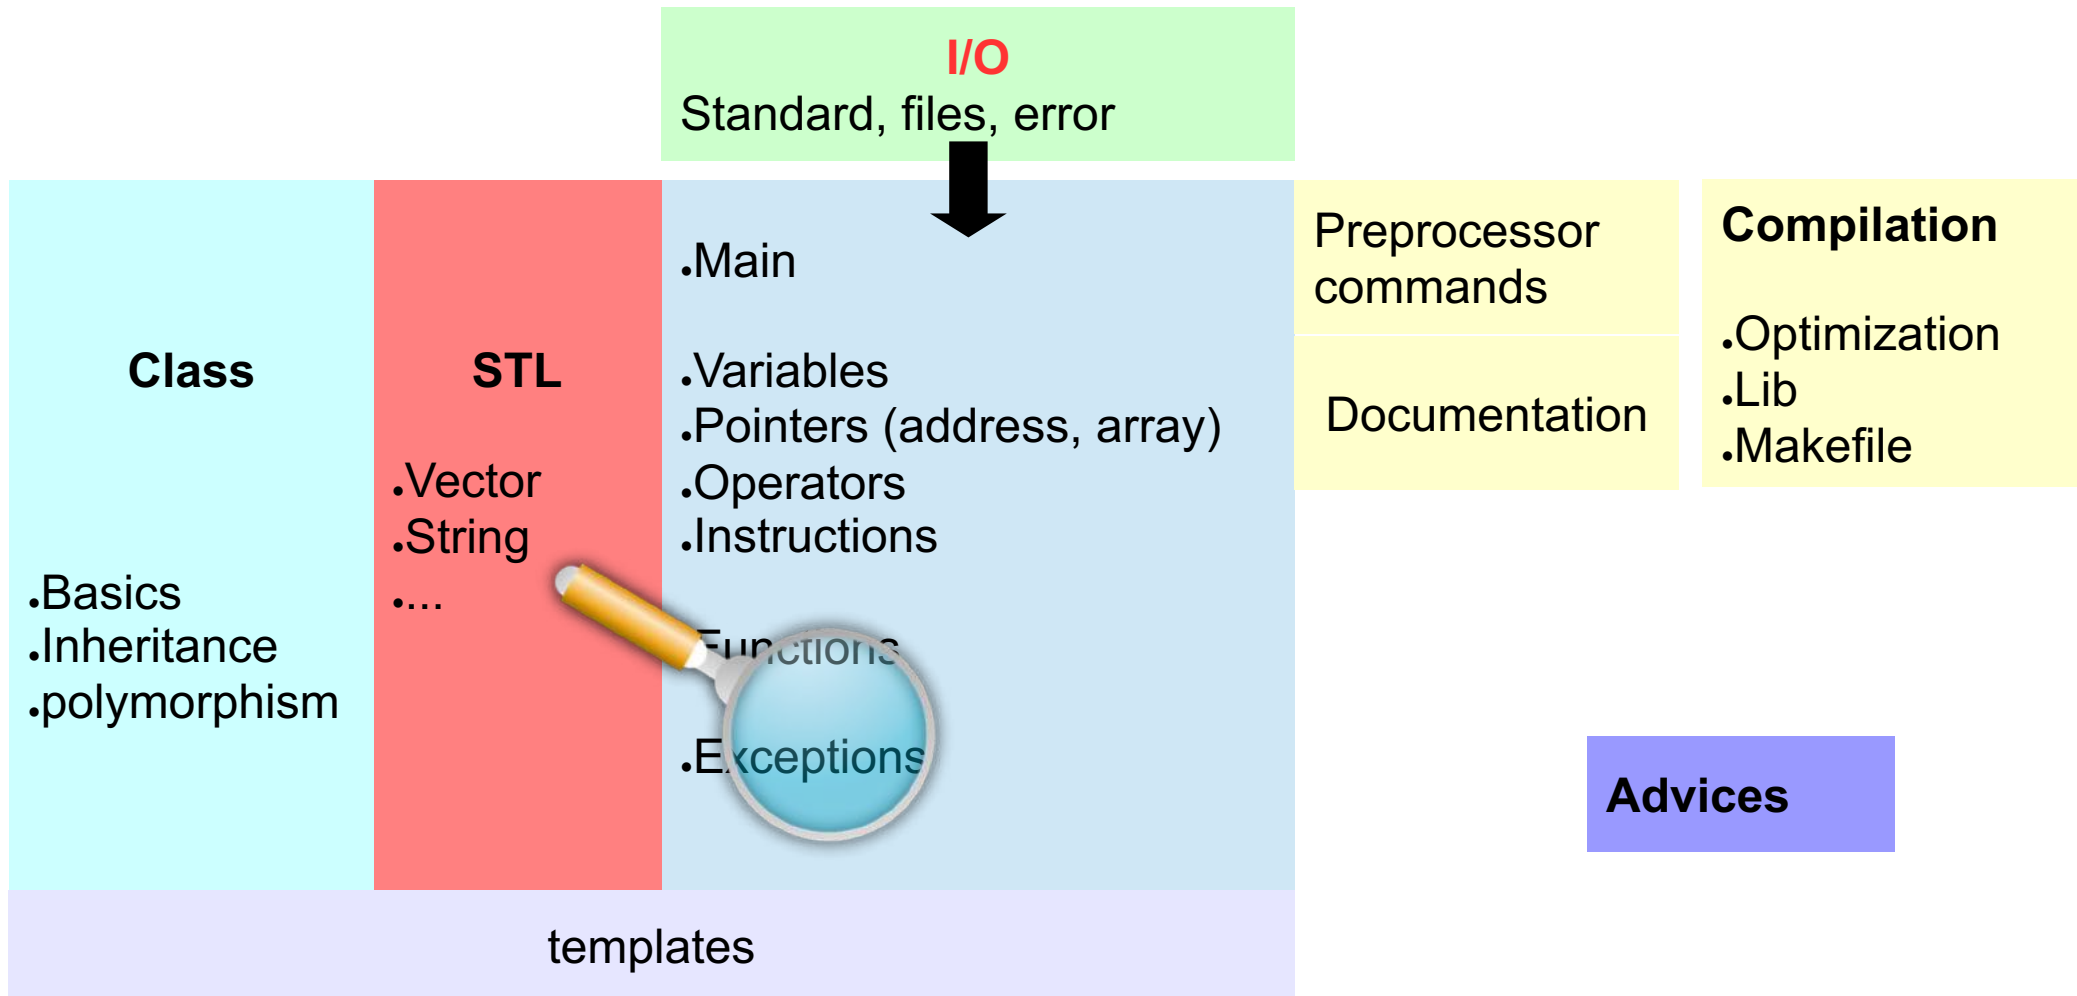 I/O
Standard, files, error
Class
●Basics
●Inheritance
●polymorphism
STL
●Vector
●String
●...
●Main
●Variables
●Pointers (address, array)
●Operators
●Instructions
Functions
●Exceptions
Preprocessor
commands
Documentation
Compilation
●Optimization
●Lib
●Makefile
Advices
templates